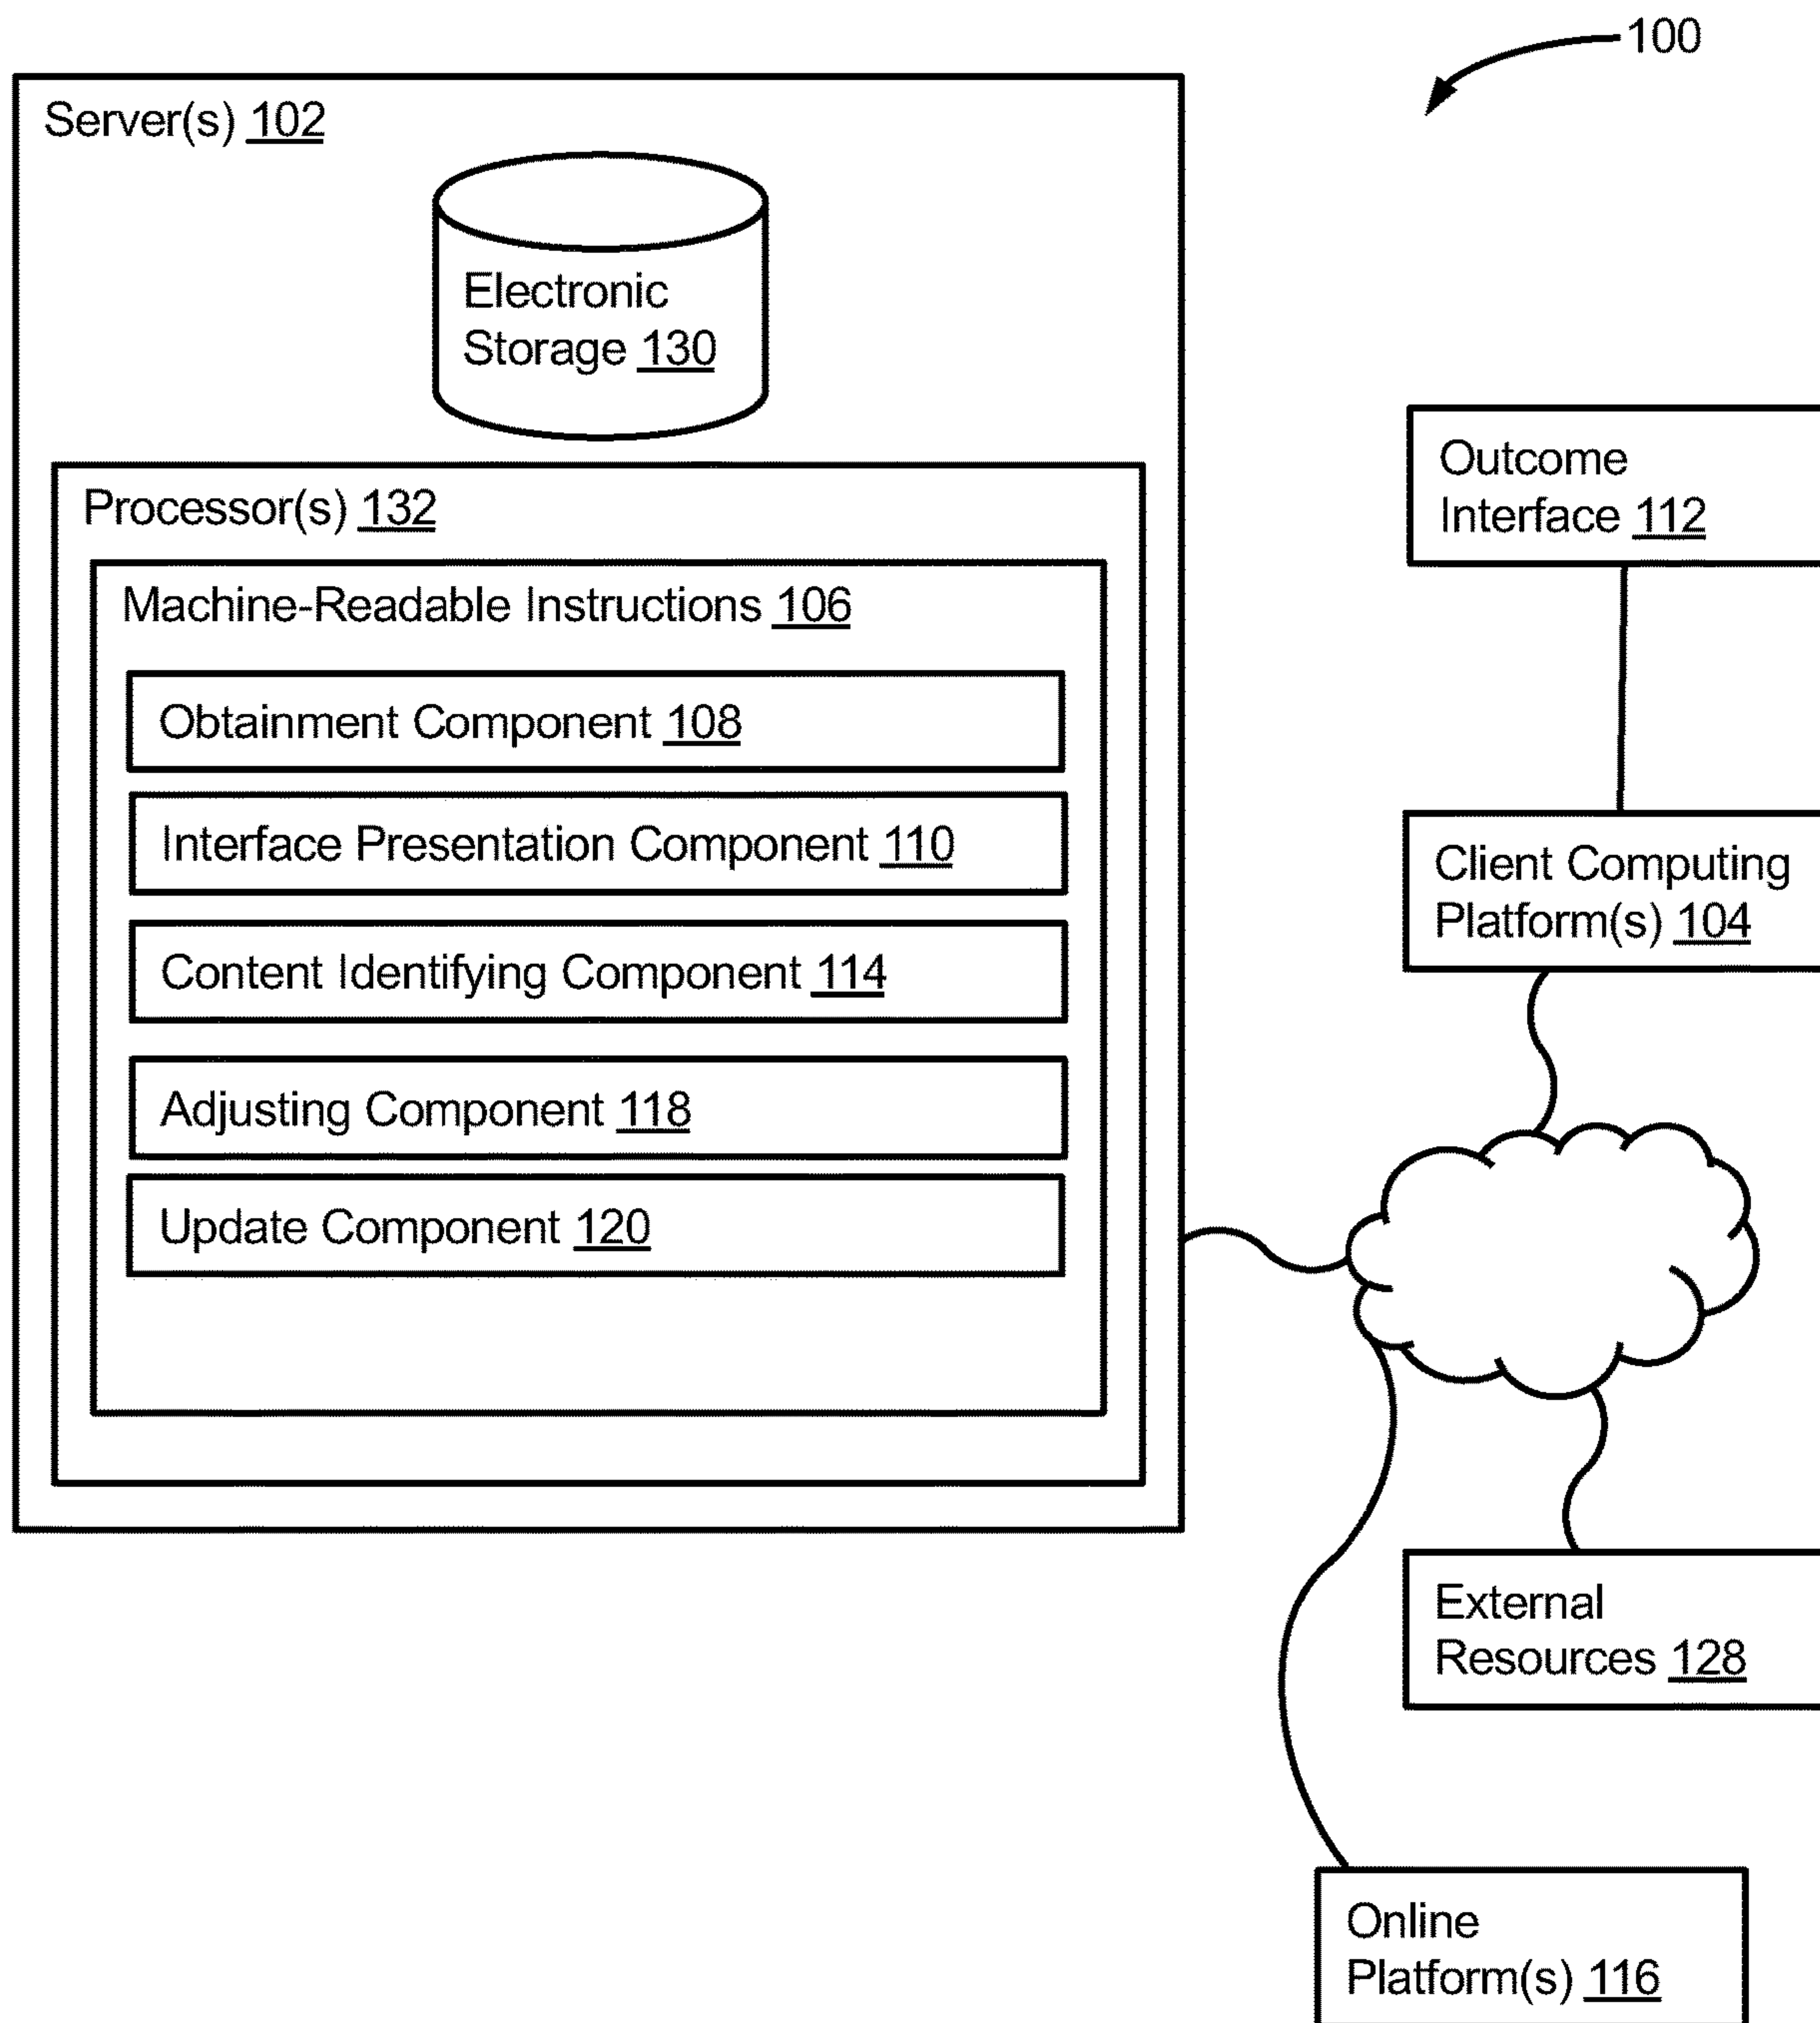 100
Server(s) 102
Electronic
Storage 130
Processor(s) 132
Machine-Readable Instructions 106
Obtainment Component 108
Interface Presentation Component 110
Content Identifying Component 114
Adjusting Component 118
Update Component 120
Outcome
Interface 112
Client Computing
Platform(s) 104
External
Resources 128
Online
Platform(s) 116